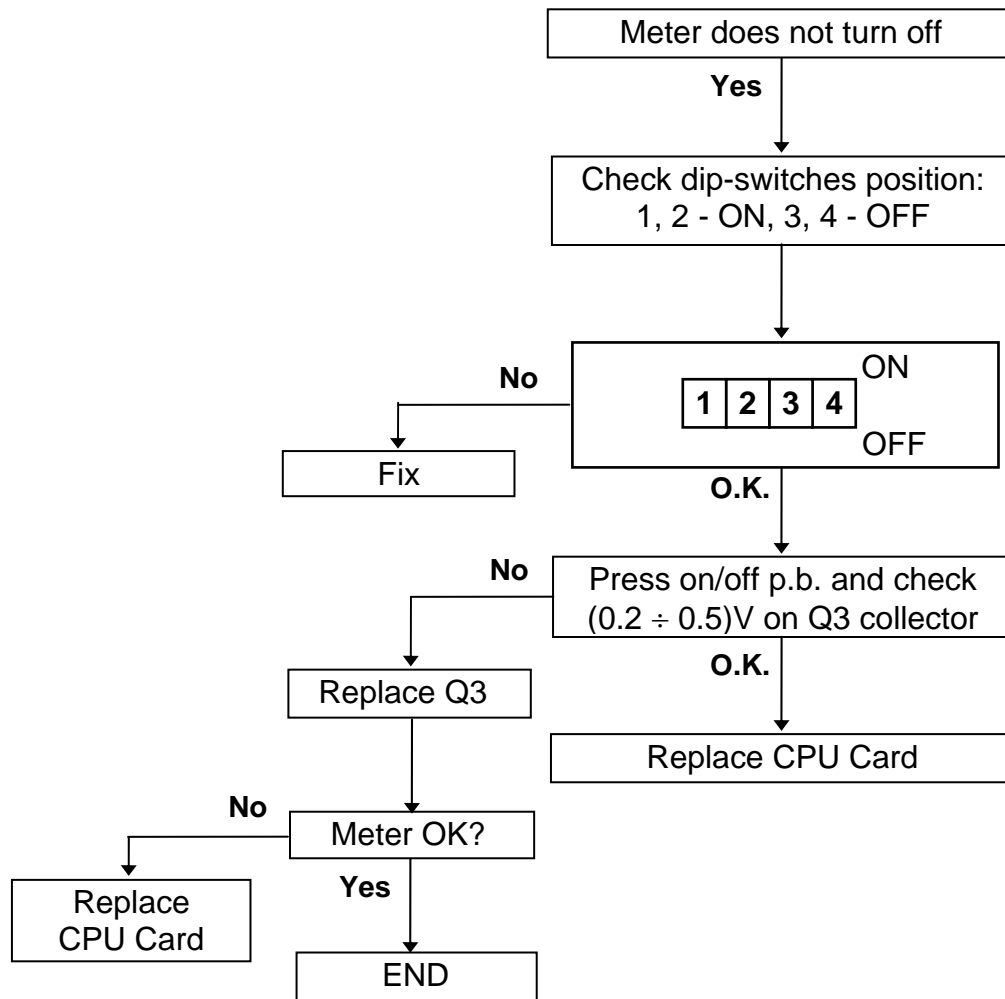 Meter does not turn off
Yes
Check dip-switches position:
1, 2 - ON, 3, 4 - OFF
No
ON
1 2 3 4
OFF
Fix
O.K.
No
Press on/off p.b. and check
(0.2 ÷ 0.5)V on Q3 collector
O.K.
Replace Q3
Replace CPU Card
No
Meter OK?
Yes
Replace
CPU Card
END